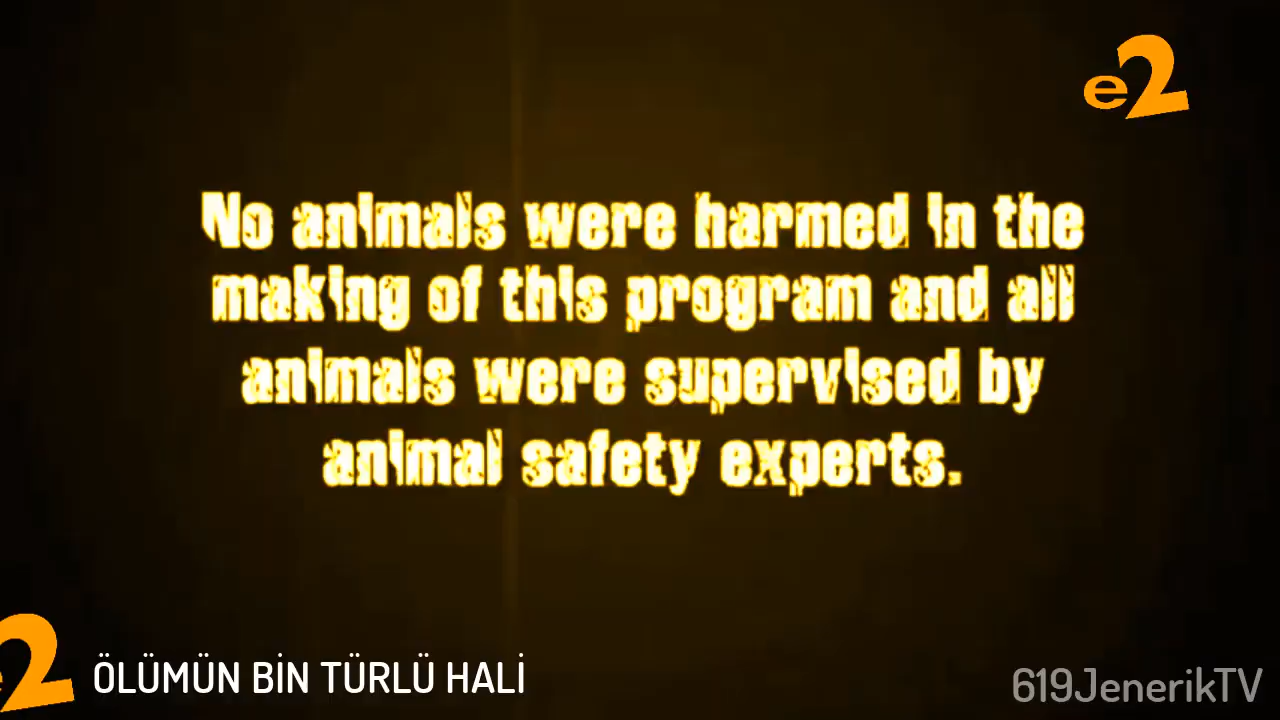 e2
No animals were harmed in the
making of this program and all
animals were supervised by
animal safety experts.
2 ÖLÜMÜN BİN TÜRLÜ HALİ
619JenerikTV